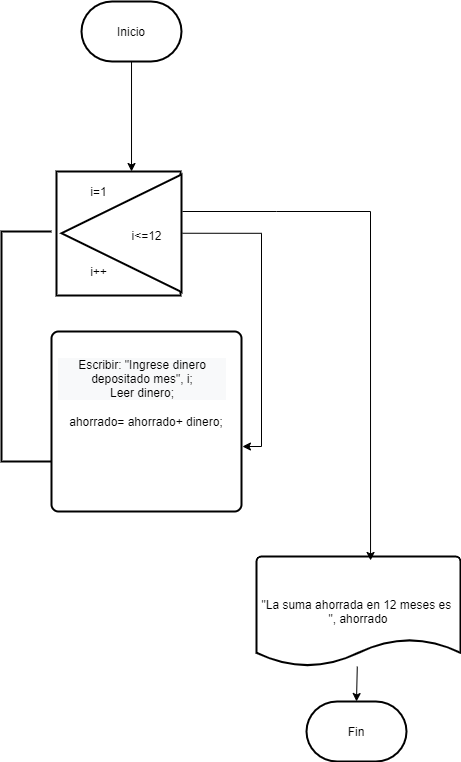 Inicio
i=1
i<=12
i++
Escribir: "Ingrese dinero
depositado mes", i;
Leer dinero;
ahorrado= ahorrado+ dinero;
"La suma ahorrada en 12 meses es
", ahorrado
Fin